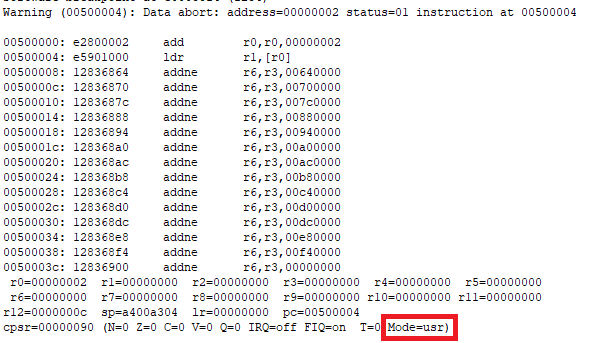 Warning (00500004): Data abort: address=00000002 status=01 instruction at 00500004
00500000: e2800002 add r0,r0,00000002
00500004: e5901000 ldr r1,[r0]
00500008: 12836864 addne r6,r3,00640000
0050000c: 12836870 addne r6,r3,00700000
00500010: 1283687c addne r6,r3,007c0000
00500014: 12836888 addne r6,r3,00880000
00500018: 12836894 addne r6,r3,00940000
0050001c: 128368a0 addne r6,r3,00a00000
00500020: 128368ac addne r6,r3,00ac0000
00500024: 128368b8 addne r6,r3,00b80000
00500028: 128368c4 addne r6,r3,00c40000
0050002c: 128368d0 addne r6,r3,00d00000
00500030: 128368dc addne r6,r3,00dc0000
00500034: 128368e8 addne r6,r3,00e80000
00500038: 128368f4 addne r6,r3,00f40000
0050003c: 12836900 addne r6,r3,00000000
r0=00000002 r1=00000000 r2=00000000 r3=00000000 r4=00000000 r5=00000000
r6=00000000 r7=00000000 r8=00000000 r9=00000000 r10=00000000 r11=00000000
r12=0000000c sp=a400a304 lr=00000000 pc=00500004
cpsr=00000090 (N=0 Z=0 C=0 V=0 Q=0 IRQ=off FIQ=on T=0 Mode=usr)